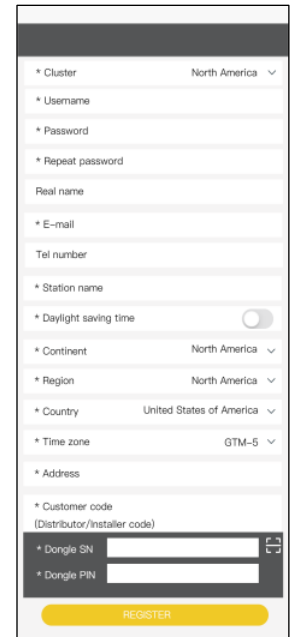 * Cluster North America
* Username
* Password
* Repeat password
Real name
* E-mail
Tel number
* Station name
* Daylight saving time
* Continent North America
* Region North America
* Country United States of America
* Time zone GTM-5
* Address
* Customer code
(Distributor/Installer code)
* Dongle SN
* Dongle PIN
REGISTER